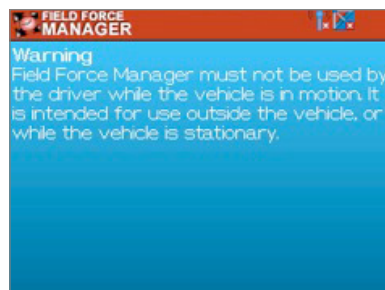 FIELD FORCE
MANAGER
Warning
Field Force Manager must not be used by
the driver while the vehicle is in motion. It
is intended for use outside the vehicle, or
while the vehicle is stationary.